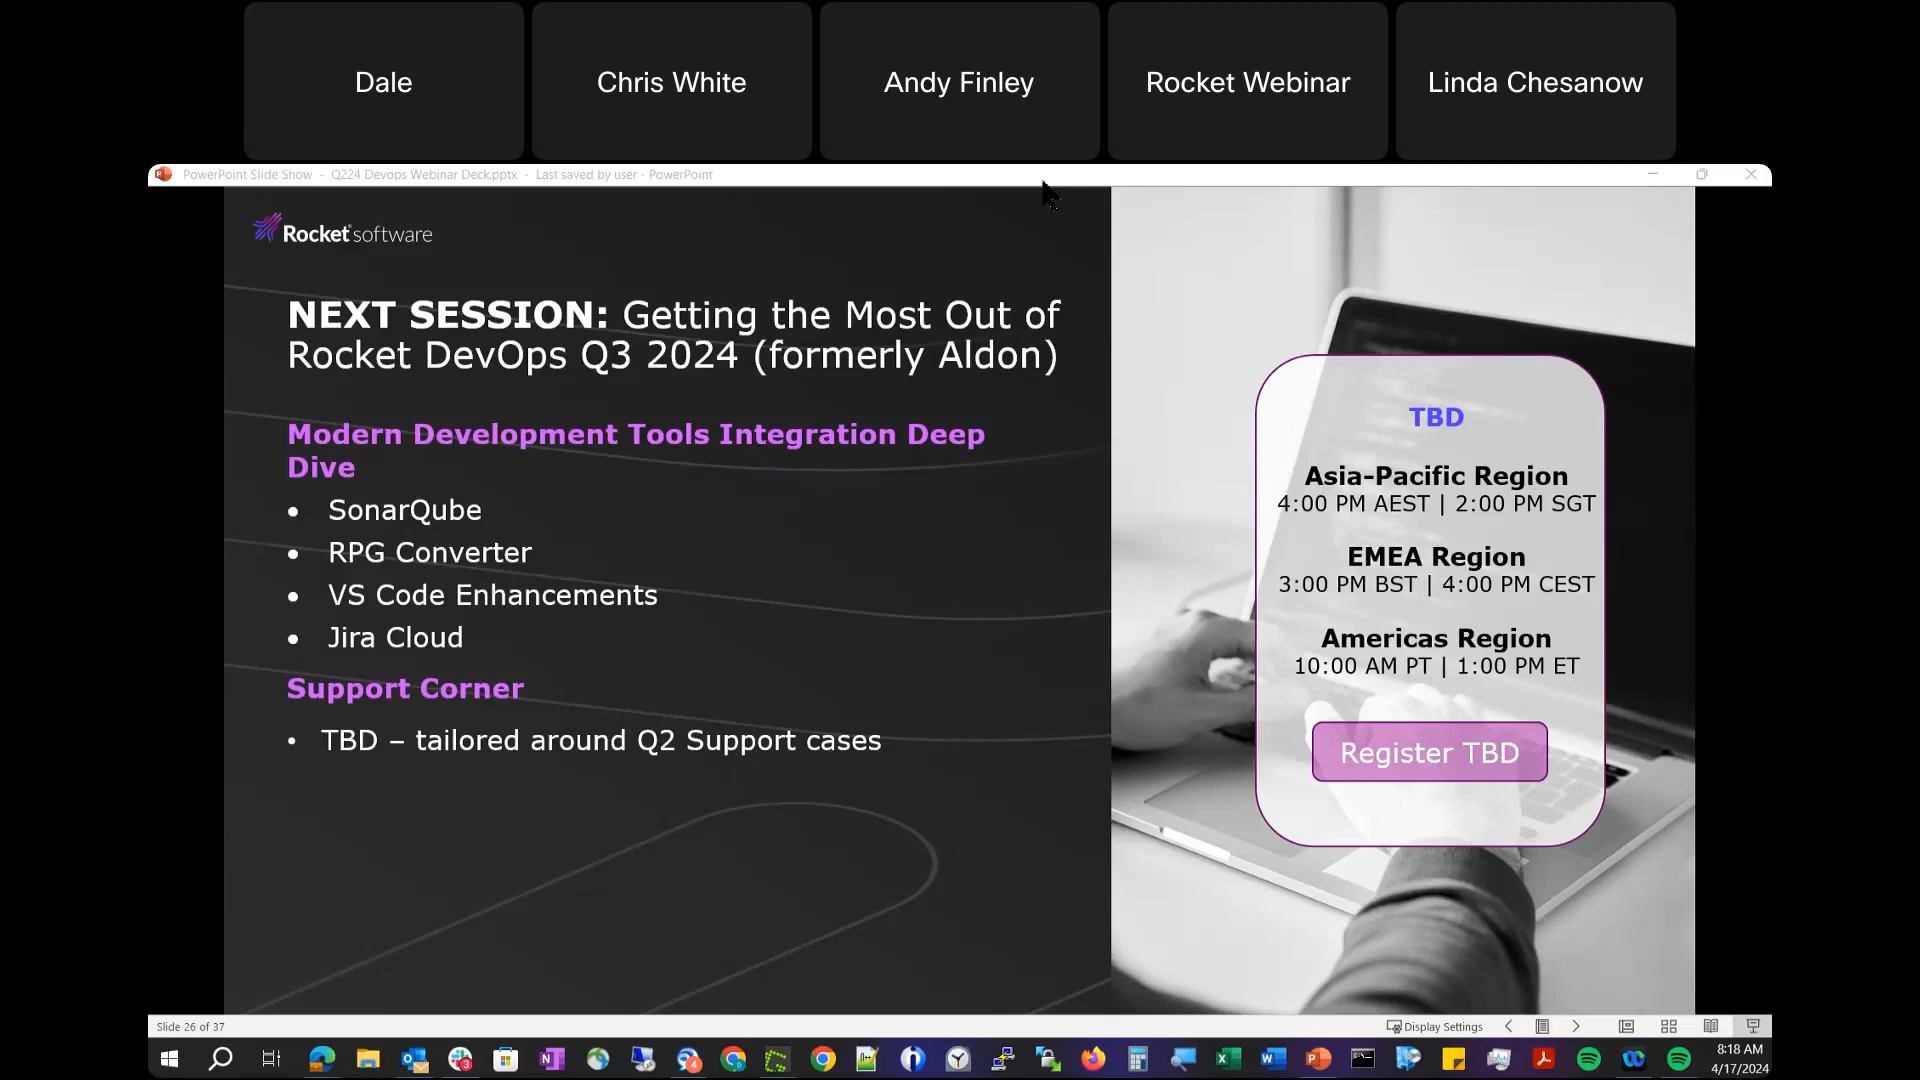 Dale
Chris White
Andy Finley
Rocket Webinar
Linda Chesanow
PowerPoint Slide Show - Q224 Devops Webinar Deck.pptx - Last saved by user - PowerPoint
Rocket software
NEXT SESSION: Getting the Most Out of
Rocket DevOps Q3 2024 (formerly Aldon)
Modern Development Tools Integration Deep
Dive
• SonarQube
• RPG Converter
• VS Code Enhancements
• Jira Cloud
Support Corner
• TBD – tailored around Q2 Support cases
TBD
Asia-Pacific Region
4:00 PM AEST | 2:00 PM SGT
EMEA Region
3:00 PM BST | 4:00 PM CEST
Americas Region
10:00 AM PT | 1:00 PM ET
Register TBD
Slide 26 of 37
Display Settings
8:18 AM
4/17/2024